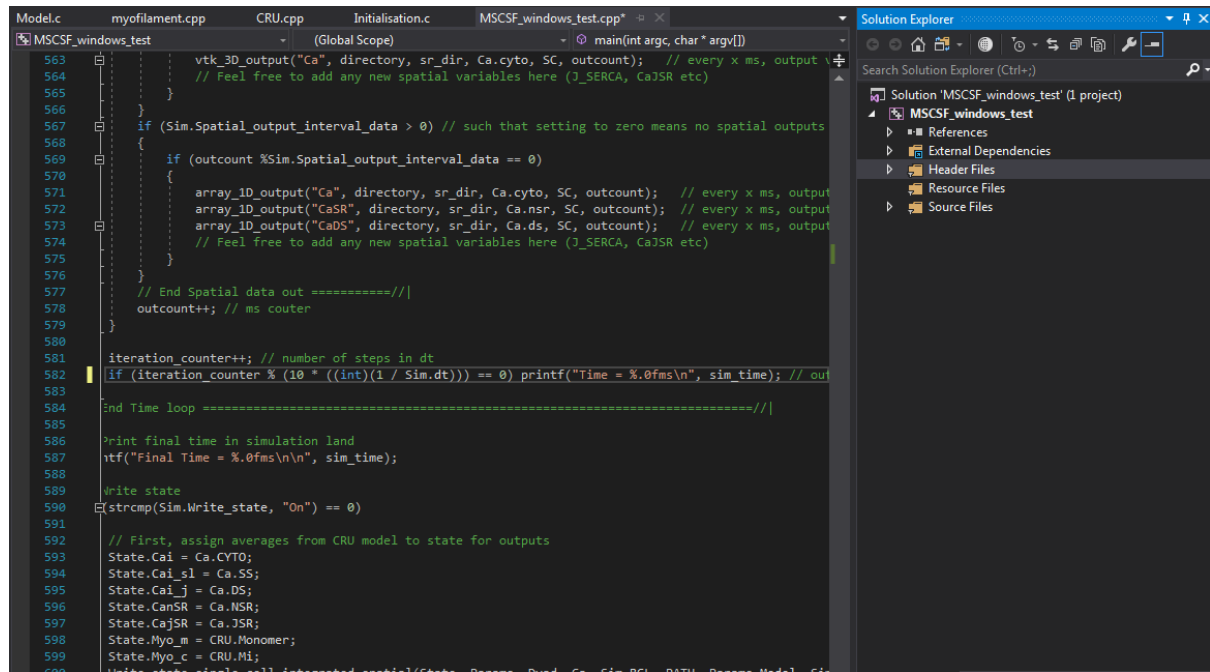 Model.c myofilament.cpp CRU.cpp Initialisation.c MSCSF_windows_test.cpp*
MSCSF_windows_test (Global Scope) main(int argc, char * argv[])
563 vtk_3D_output("Ca", directory, sr_dir, Ca.cyto, outcount); // every x ms, output
564 // Feel free to add any new spatial variables here (J_SERCA, CaJSR etc)
565 }
566 }
567 if (Sim.Spatial_output_interval_data > 0) // such that setting to zero means no spatial outputs
568 {
569 if (outcount %Sim.Spatial_output_interval_data == 0)
570 {
571 array_1D_output("Ca", directory, sr_dir, Ca.cyto, SC, outcount); // every x ms, output
572 array_1D_output("CaSR", directory, sr_dir, Ca.nsr, SC, outcount); // every x ms, output
573 array_1D_output("CaDS", directory, sr_dir, Ca.ds, SC, outcount); // every x ms, output
574 // Feel free to add any new spatial variables here (J_SERCA, CaJSR etc)
575 }
576 }
577 // End Spatial data out ===========//|
578 outcount++; // ms couter
579 }
580
581 iteration_counter++; // number of steps in dt
582 if (iteration_counter % (10 * ((int)(1 / Sim.dt))) == 0) printf("Time = %.0fms\n", sim_time); // out
583
584 End Time loop ============================================================================//|
585
586 Print final time in simulation land
587 ntf("Final Time = %.0fms\n\n", sim_time);
588
589 Write state
590 (strcmp(Sim.Write_state, "On") == 0)
591
592 // First, assign averages from CRU model to state for outputs
593 State.Cai = Ca.CYTO;
594 State.Cai_sl = Ca.SS;
595 State.Cai_j = Ca.DS;
596 State.CanSR = Ca.NSR;
597 State.CajSR = Ca.JSR;
598 State.Myo_m = CRU.Monomer;
599 State.Myo_c = CRU.Mi;
Solution Explorer
Search Solution Explorer (Ctrl+;)
Solution 'MSCSF_windows_test' (1 project)
MSCSF_windows_test
References
External Dependencies
Header Files
Resource Files
Source Files